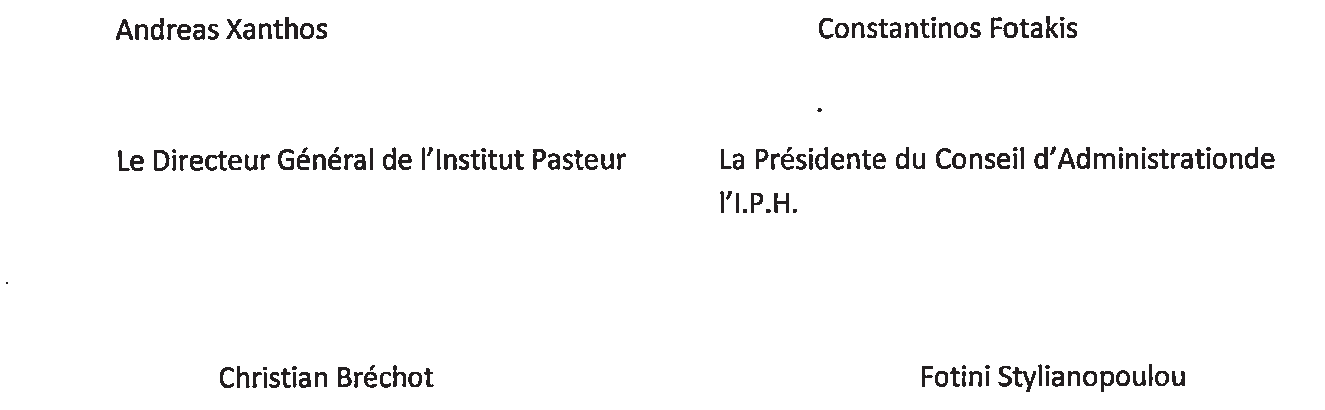 Andreas Xanthos
Constantinos Fotakis
Le Directeur Général de l'Institut Pasteur
La Présidente du Conseil d'Administrationde
l'I.P.H.
Christian Bréchot
Fotini Stylianopoulou